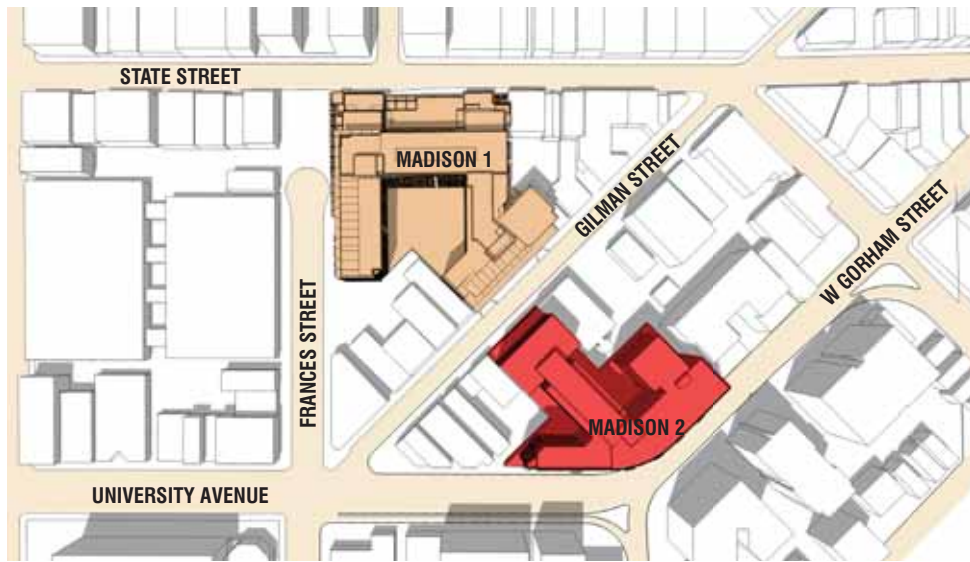 STATE STREET
MADISON 1
GILMAN STREET
W GORHAM STREET
FRANCES STREET
MADISON 2
UNIVERSITY AVENUE